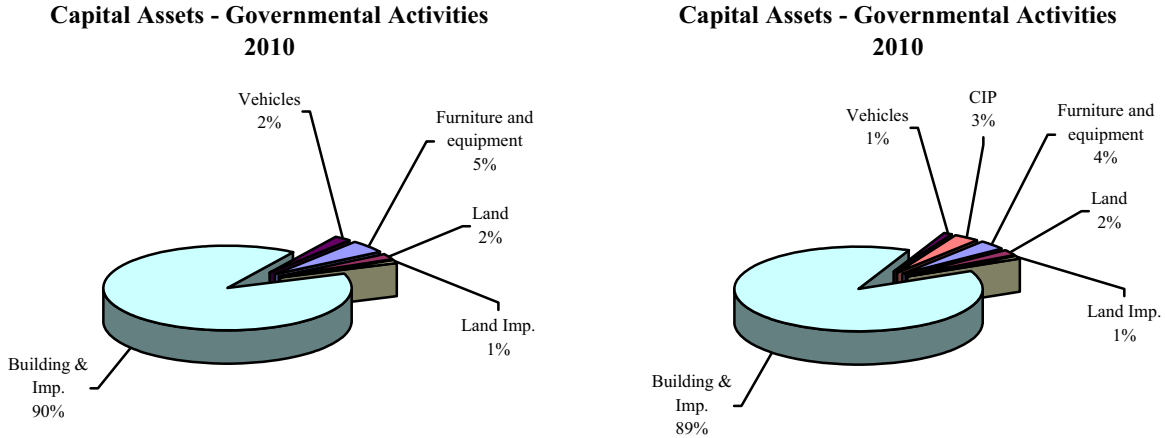 Capital Assets - Governmental Activities
2010
Vehicles
2%
Furniture and
equipment
5%
Land
2%
Land Imp.
1%
Building &
Imp.
90%
Capital Assets - Governmental Activities
2010
Vehicles
1%
CIP
3%
Furniture and
equipment
4%
Land
2%
Land Imp.
1%
Building &
Imp.
89%